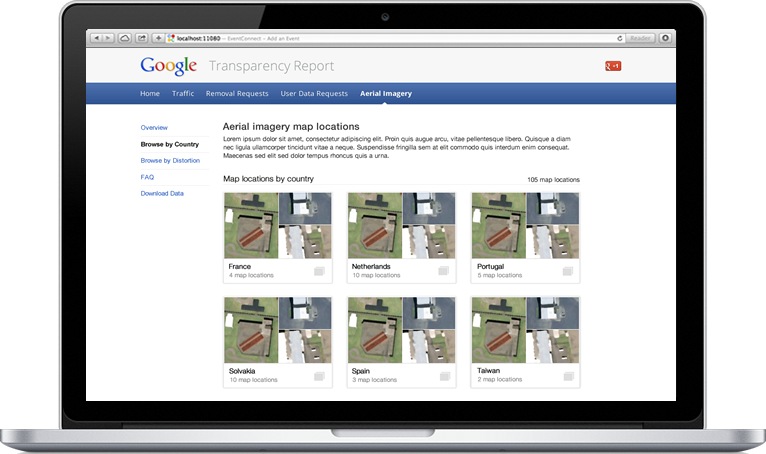 localhost:11080 — EventConnect – Add an Event
Reader
Google Transparency Report
+1
Home Traffic Removal Requests User Data Requests Aerial Imagery
Overview
Browse by Country
Browse by Distortion
FAQ
Download Data
Aerial imagery map locations
Lorem ipsum dolor sit amet, consectetur adipiscing elit. Proin quis augue arcu, vitae pellentesque libero. Quisque a diam
nec ligula ullamcorper tincidunt vitae a neque. Suspendisse fringilla sem at elit commodo quis interdum enim consequat.
Maecenas sed elit sed dolor tempus rhoncus quis a urna.
Map locations by country
105 map locations
France
4 map locations
Netherlands
10 map locations
Portugal
5 map locations
Solvakia
10 map locations
Spain
3 map locations
Taiwan
2 map locations